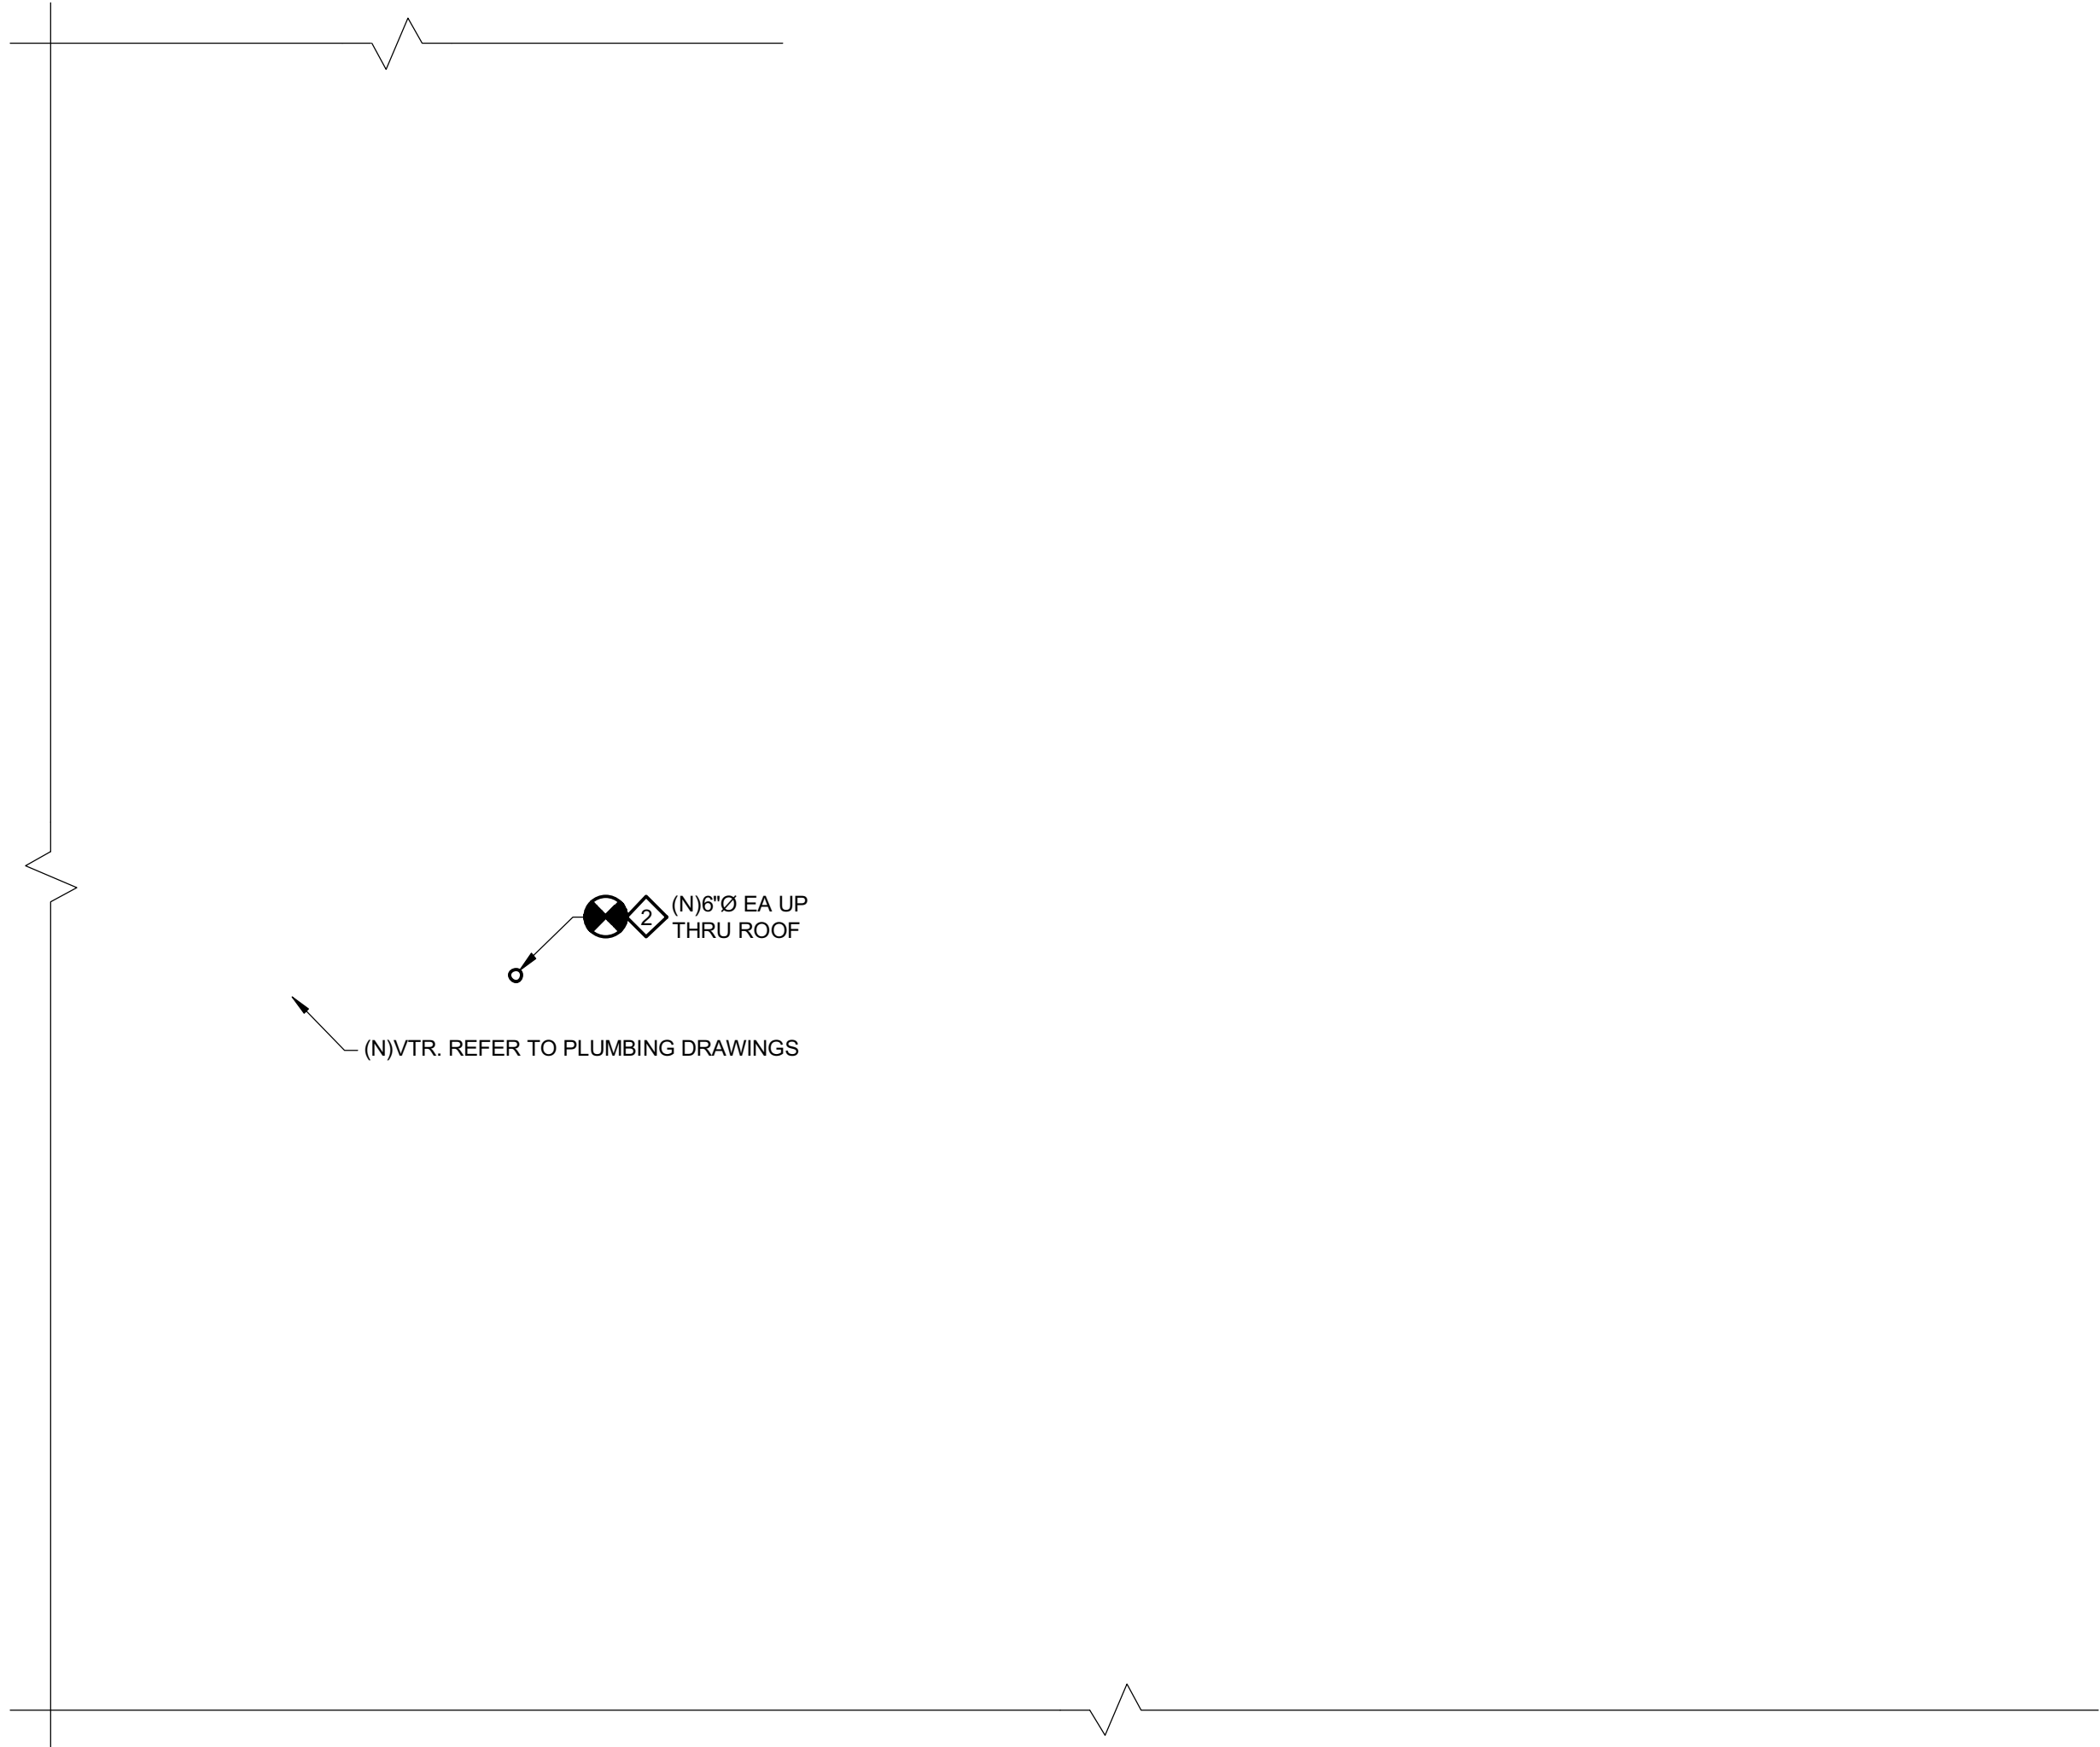 2
(N)6"Ø EA UP
THRU ROOF
(N)VTR. REFER TO PLUMBING DRAWINGS